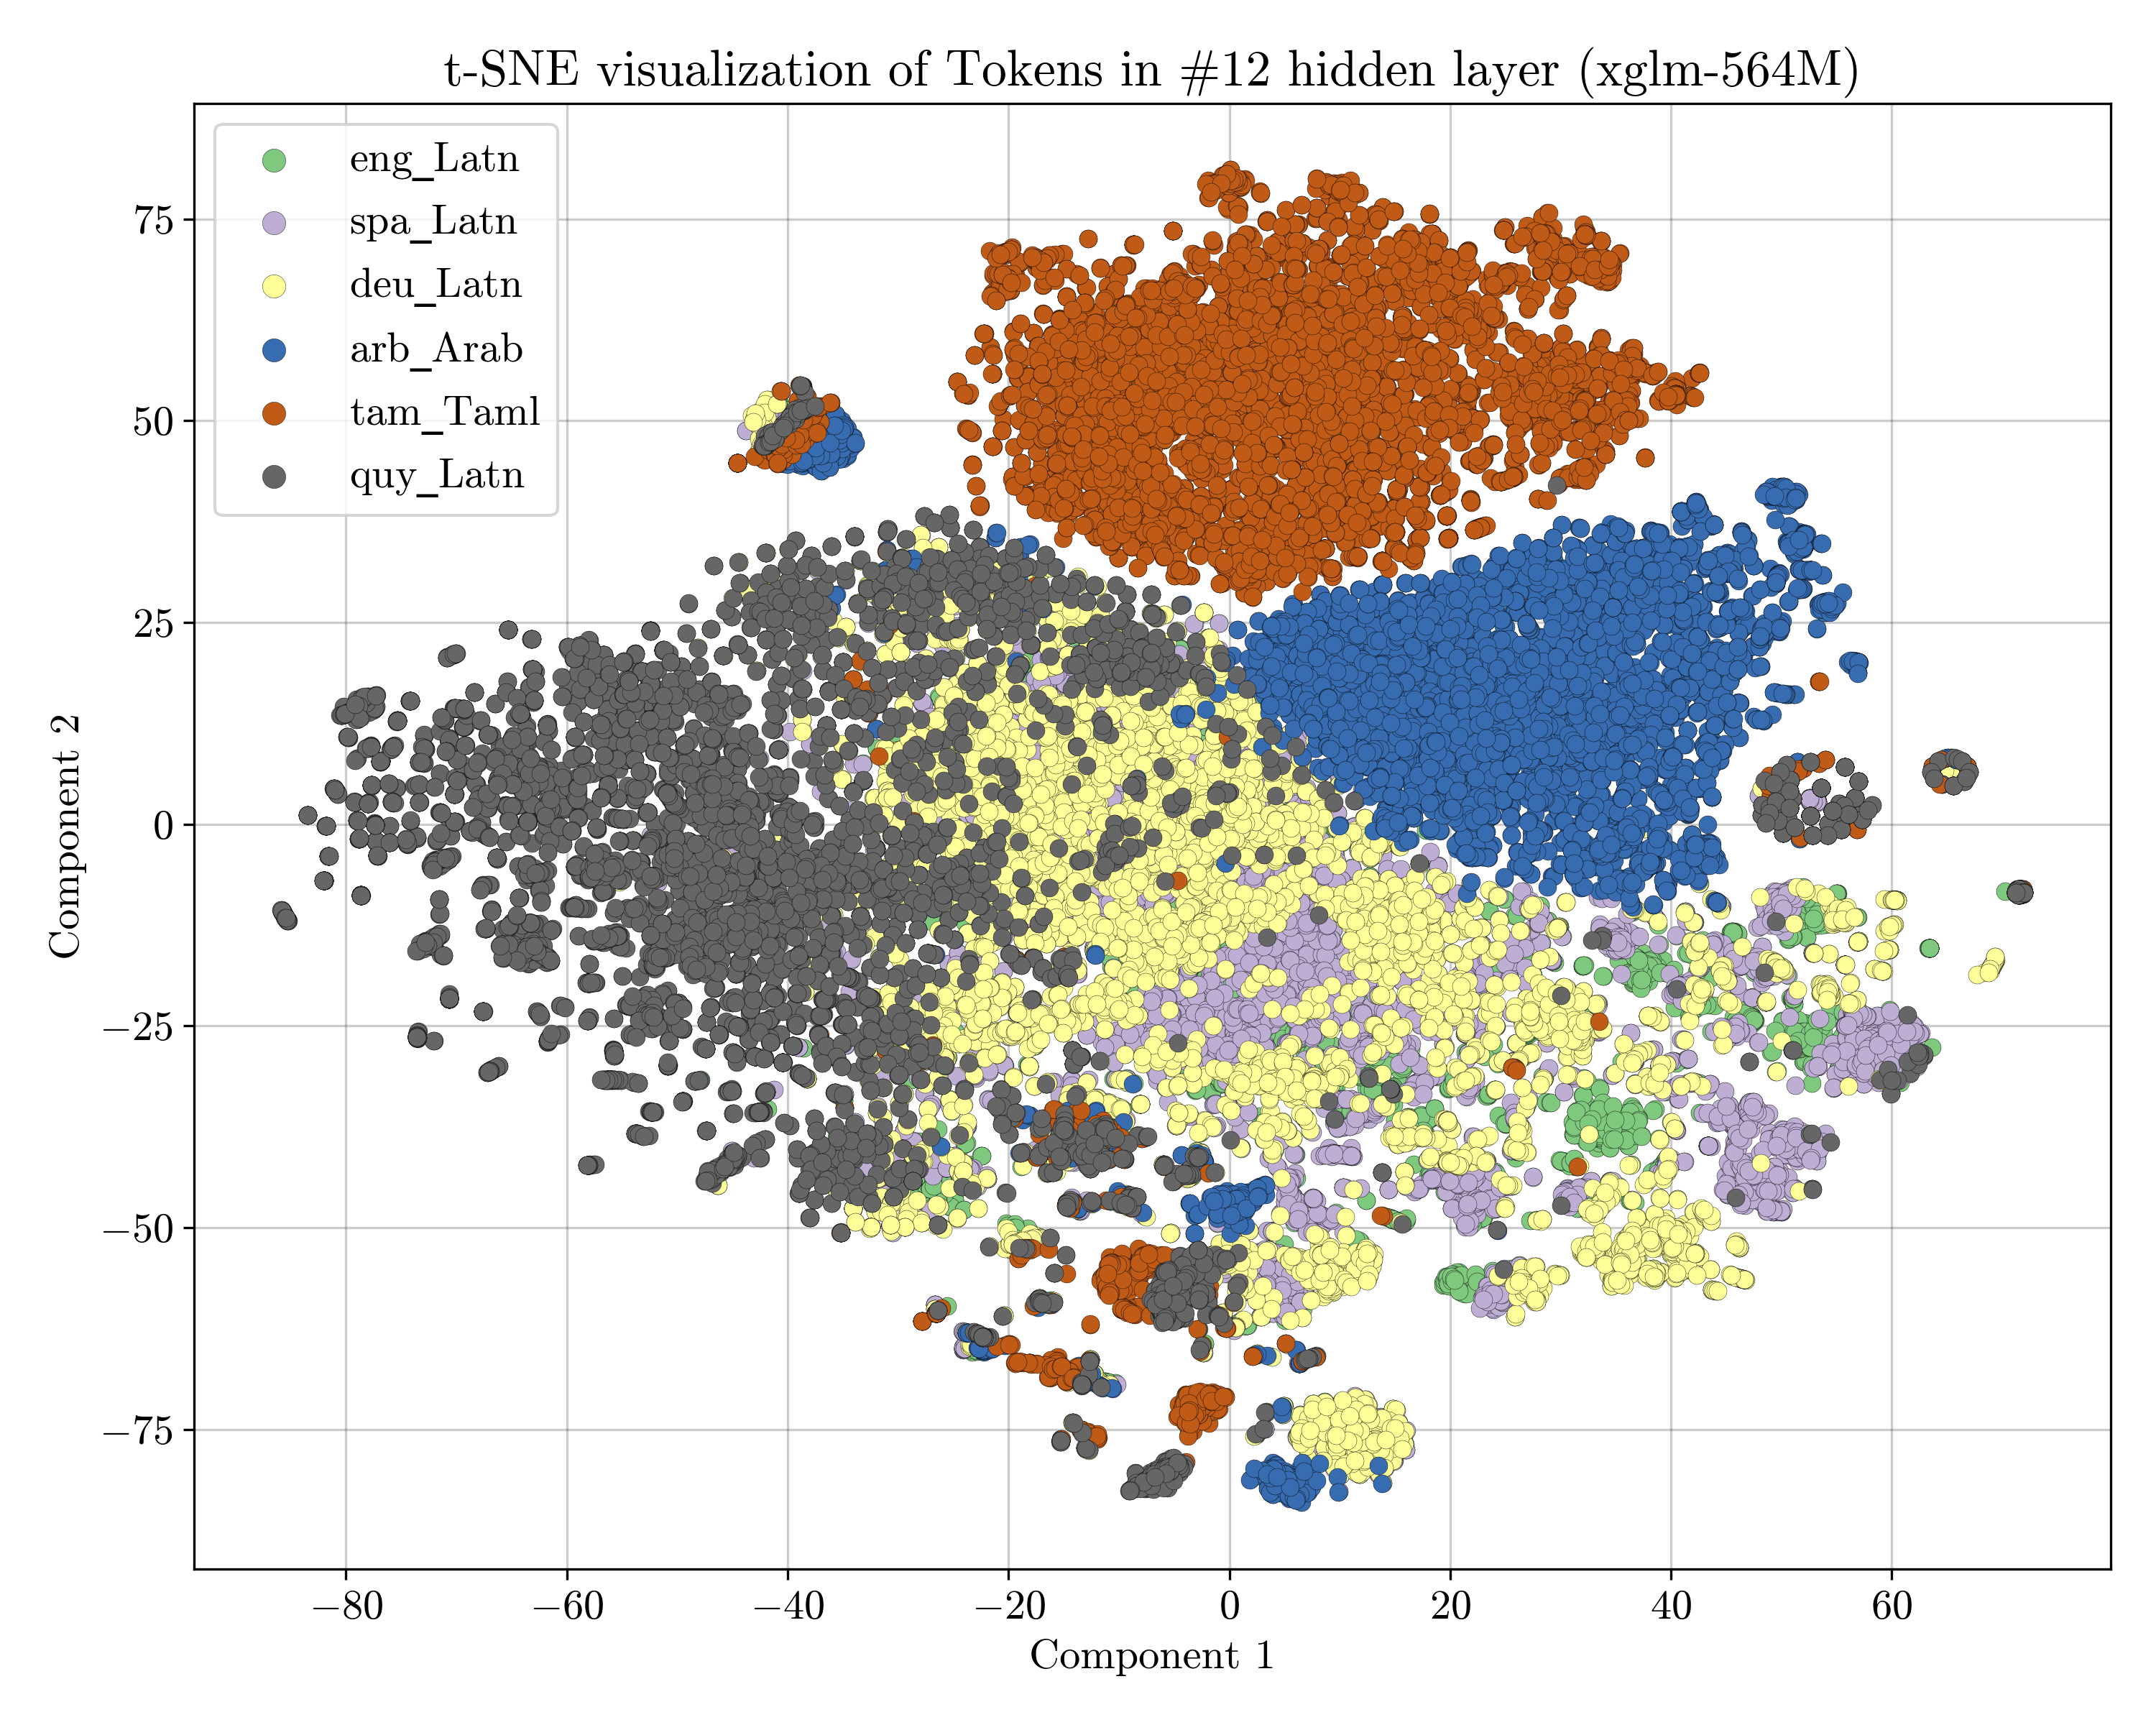 t-SNE visualization of Tokens in #12 hidden layer (xglm-564M)
eng_Latn
spa_Latn
deu_Latn
arb_Arab
tam_Taml
quy_Latn
75
50
25
0
−25
−50
−75
Component 2
−80 −60 −40 −20 0 20 40 60
Component 1